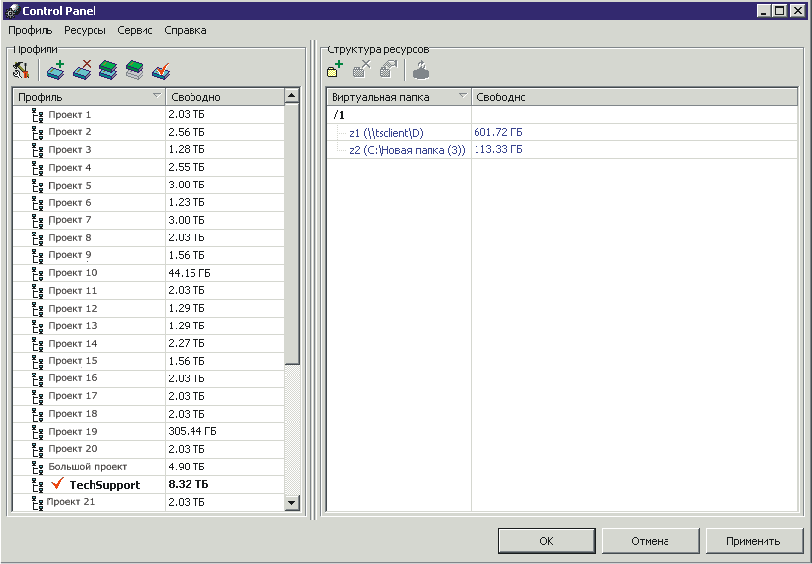 Control Panel
Профиль Ресурсы Сервис Справка
Профили
Профиль Свободно
Проект 1 2.03 ТБ
Проект 2 2.56 ТБ
Проект 3 1.28 ТБ
Проект 4 2.55 ТБ
Проект 5 3.00 ТБ
Проект 6 1.23 ТБ
Проект 7 3.00 ТБ
Проект 8 2.03 ТБ
Проект 9 1.56 ТБ
Проект 10 44.15 ГБ
Проект 11 2.03 ТБ
Проект 12 1.29 ТБ
Проект 13 1.29 ТБ
Проект 14 2.27 ТБ
Проект 15 1.56 ТБ
Проект 16 2.03 ТБ
Проект 17 2.03 ТБ
Проект 18 2.03 ТБ
Проект 19 305.44 ГБ
Проект 20 2.03 ТБ
Большой проект 4.90 ТБ
TechSupport 8.32 ТБ
Проект 21 2.03 ТБ
Структура ресурсов
Виртуальная папка Свободно
/1
z1 (\\tsclient\D) 601.72 ГБ
z2 (C:\Новая папка (3)) 113.33 ГБ
OK Отмена Применить